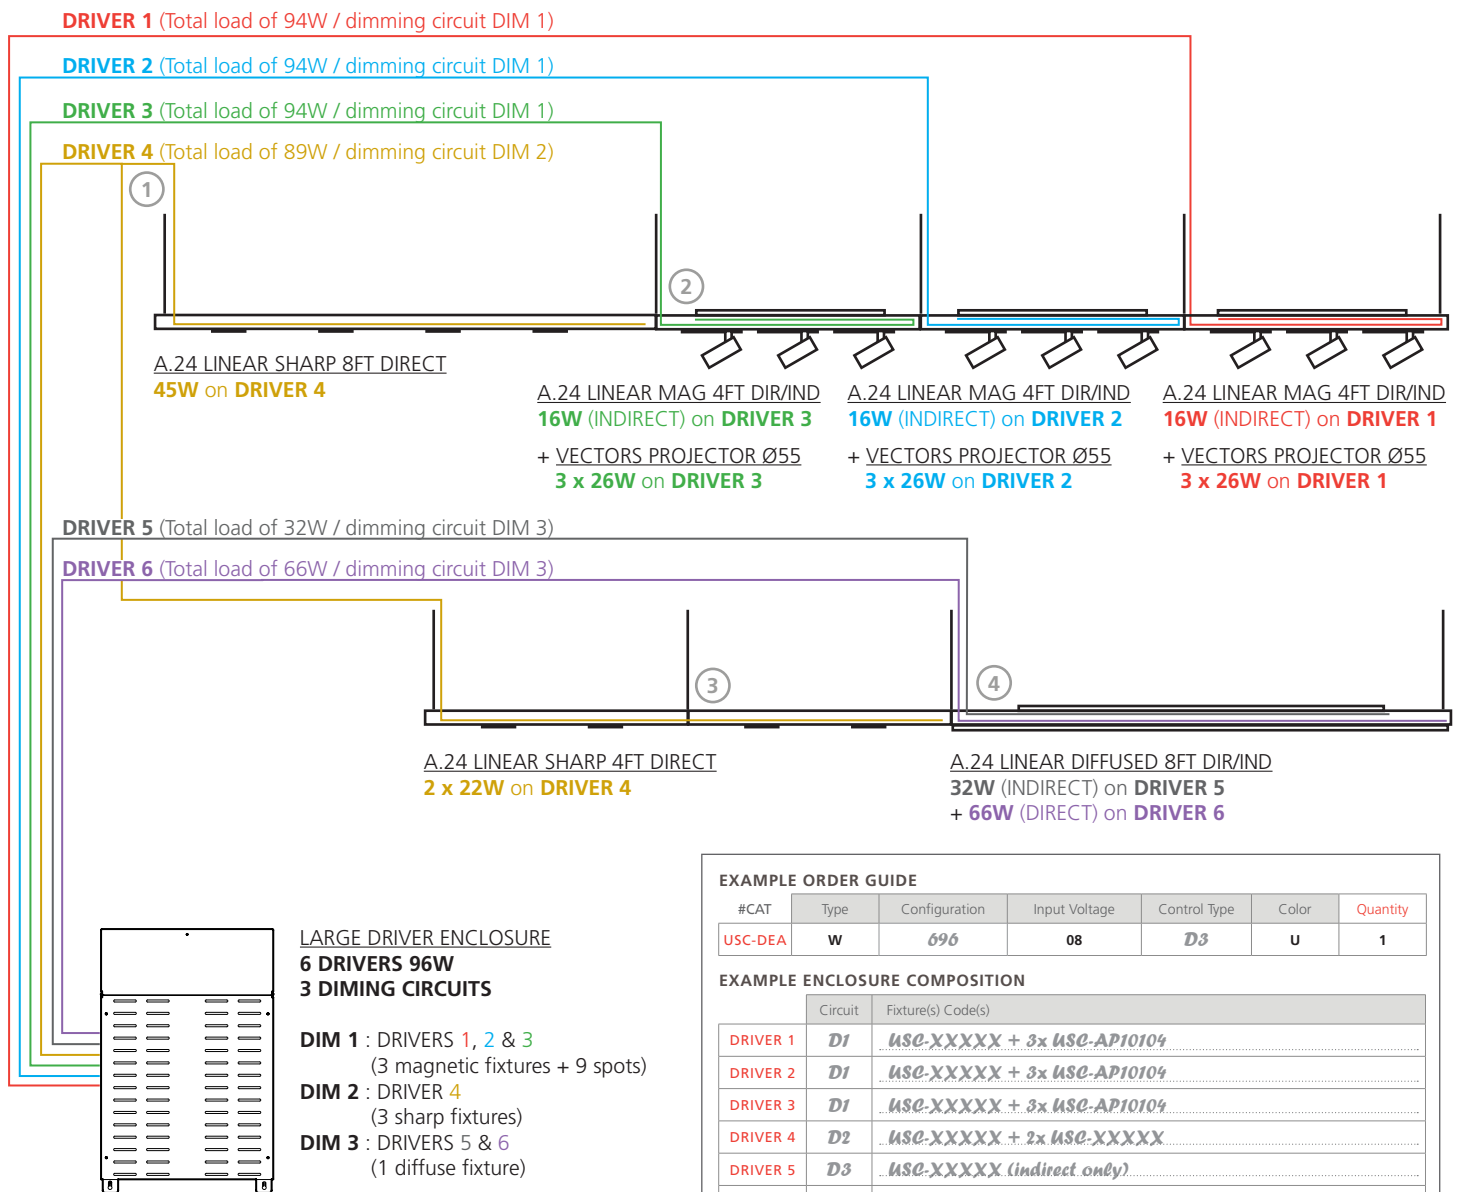 DRIVER 1 (Total load of 94W / dimming circuit DIM 1)
DRIVER 2 (Total load of 94W / dimming circuit DIM 1)
DRIVER 3 (Total load of 94W / dimming circuit DIM 1)
DRIVER 4 (Total load of 89W / dimming circuit DIM 2)
1
2
A.24 LINEAR SHARP 8FT DIRECT
45W on DRIVER 4
A.24 LINEAR MAG 4FT DIR/IND
16W (INDIRECT) on DRIVER 3
+ VECTORS PROJECTOR Ø55
3 x 26W on DRIVER 3
A.24 LINEAR MAG 4FT DIR/IND
16W (INDIRECT) on DRIVER 2
+ VECTORS PROJECTOR Ø55
3 x 26W on DRIVER 2
A.24 LINEAR MAG 4FT DIR/IND
16W (INDIRECT) on DRIVER 1
+ VECTORS PROJECTOR Ø55
3 x 26W on DRIVER 1
DRIVER 5 (Total load of 32W / dimming circuit DIM 3)
DRIVER 6 (Total load of 66W / dimming circuit DIM 3)
3
4
A.24 LINEAR SHARP 4FT DIRECT
2 x 22W on DRIVER 4
A.24 LINEAR DIFFUSED 8FT DIR/IND
32W (INDIRECT) on DRIVER 5
+ 66W (DIRECT) on DRIVER 6
LARGE DRIVER ENCLOSURE
6 DRIVERS 96W
3 DIMING CIRCUITS
DIM 1 : DRIVERS 1, 2 & 3
(3 magnetic fixtures + 9 spots)
DIM 2 : DRIVER 4
(3 sharp fixtures)
DIM 3 : DRIVERS 5 & 6
(1 diffuse fixture)
EXAMPLE ORDER GUIDE
#CAT Type Configuration Input Voltage Control Type Color Quantity
USC-DEA W 696 08 D3 U 1
EXAMPLE ENCLOSURE COMPOSITION
Circuit Fixture(s) Code(s)
DRIVER 1 D1 USC-XXXXX + 3x USC-AP10104
DRIVER 2 D1 USC-XXXXX + 3x USC-AP10104
DRIVER 3 D1 USC-XXXXX + 3x USC-AP10104
DRIVER 4 D2 USC-XXXXX + 2x USC-XXXXX
DRIVER 5 D3 USC-XXXXX (indirect only)